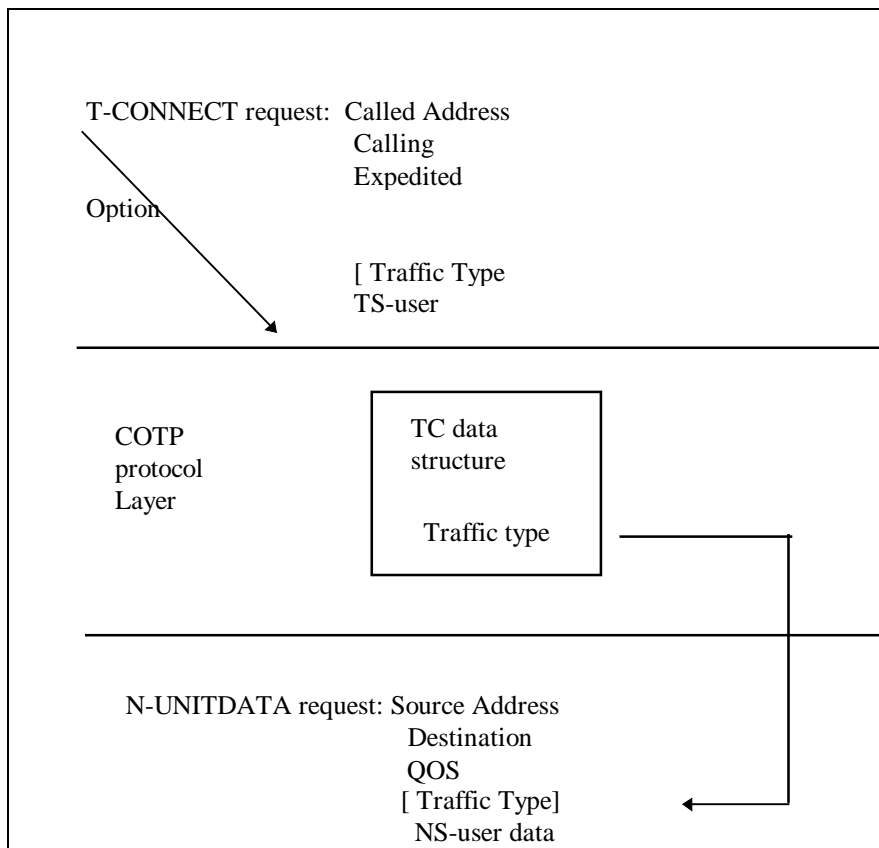 T-CONNECT request: Called Address
Calling
Expedited
Option
[ Traffic Type
TS-user
COTP
protocol
Layer
TC data
structure
Traffic type
N-UNITDATA request: Source Address
Destination
QOS
[ Traffic Type]
NS-user data